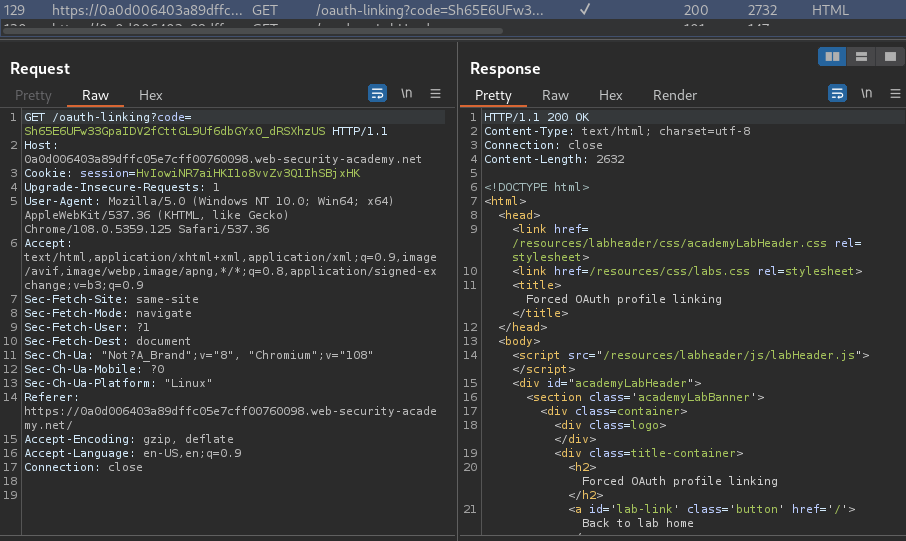 129 https://0a0d006403a89dffc... GET /oauth-linking?code=Sh65E6UFw3... ✓ 200 2732 HTML
Request
Response
Pretty Raw Hex
\n
Pretty Raw Hex Render
\n
1 GET /oauth-linking?code=
Sh65E6UFw33GpaIDV2fCttGL9Uf6dbGYx0_dRSXhzUS HTTP/1.1
2 Host:
0a0d006403a89dffc05e7cff00760098.web-security-academy.net
3 Cookie: session=HvIowiNR7aiHKIlo8vvZv3QlIhSBjxHK
4 Upgrade-Insecure-Requests: 1
5 User-Agent: Mozilla/5.0 (Windows NT 10.0; Win64; x64)
AppleWebKit/537.36 (KHTML, like Gecko)
Chrome/108.0.5359.125 Safari/537.36
6 Accept:
text/html,application/xhtml+xml,application/xml;q=0.9,image
/avif,image/webp,image/apng,*/*;q=0.8,application/signed-ex
change;v=b3;q=0.9
7 Sec-Fetch-Site: same-site
8 Sec-Fetch-Mode: navigate
9 Sec-Fetch-User: ?1
10 Sec-Fetch-Dest: document
11 Sec-Ch-Ua: "Not?A_Brand";v="8", "Chromium";v="108"
12 Sec-Ch-Ua-Mobile: ?0
13 Sec-Ch-Ua-Platform: "Linux"
14 Referer:
https://0a0d006403a89dffc05e7cff00760098.web-security-acade
my.net/
15 Accept-Encoding: gzip, deflate
16 Accept-Language: en-US,en;q=0.9
17 Connection: close
18
19
1 HTTP/1.1 200 OK
2 Content-Type: text/html; charset=utf-8
3 Connection: close
4 Content-Length: 2632
5
6 <!DOCTYPE html>
7 <html>
8 <head>
9 <link href=
/resources/labheader/css/academyLabHeader.css rel=
stylesheet>
10 <link href=/resources/css/labs.css rel=stylesheet>
11 <title>
Forced OAuth profile linking
</title>
12 </head>
13 <body>
14 <script src="/resources/labheader/js/labHeader.js">
</script>
15 <div id="academyLabHeader">
16 <section class='academyLabBanner'>
17 <div class=container>
18 <div class=logo>
</div>
19 <div class=title-container>
20 <h2>
Forced OAuth profile linking
</h2>
21 <a id='lab-link' class='button' href='/'>
Back to lab home